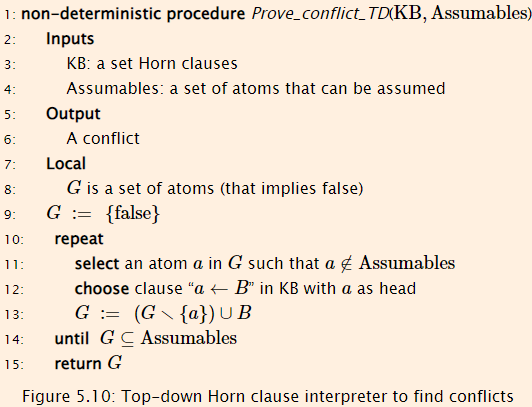 1: non-deterministic procedure Prove_conflict_TD(KB, Assumables)
2: Inputs
3: KB: a set Horn clauses
4: Assumables: a set of atoms that can be assumed
5: Output
6: A conflict
7: Local
8: G is a set of atoms (that implies false)
9: G := {false}
10: repeat
11: select an atom a in G such that a ∉ Assumables
12: choose clause “a ← B” in KB with a as head
13: G := (G ∖ {a}) ∪ B
14: until G ⊆ Assumables
15: return G
Figure 5.10: Top-down Horn clause interpreter to find conflicts